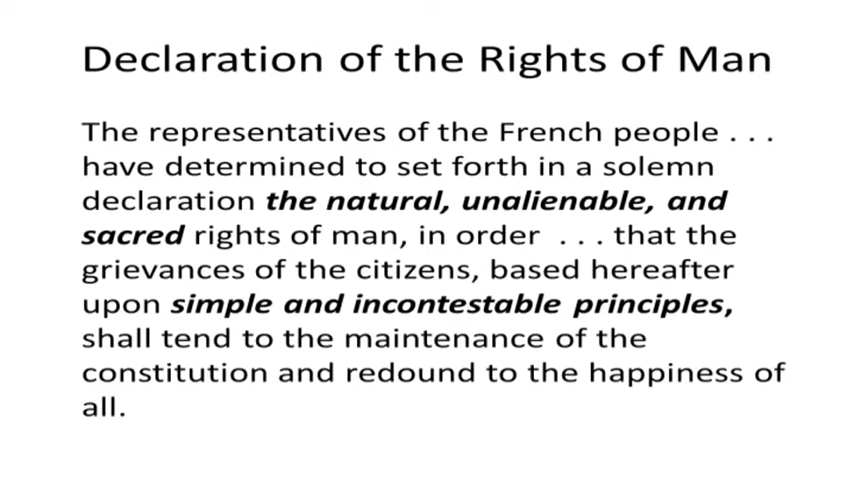 Declaration of the Rights of Man
The representatives of the French people . . .
have determined to set forth in a solemn
declaration the natural, unalienable, and
sacred rights of man, in order . . . that the
grievances of the citizens, based hereafter
upon simple and incontestable principles,
shall tend to the maintenance of the
constitution and redound to the happiness of
all.